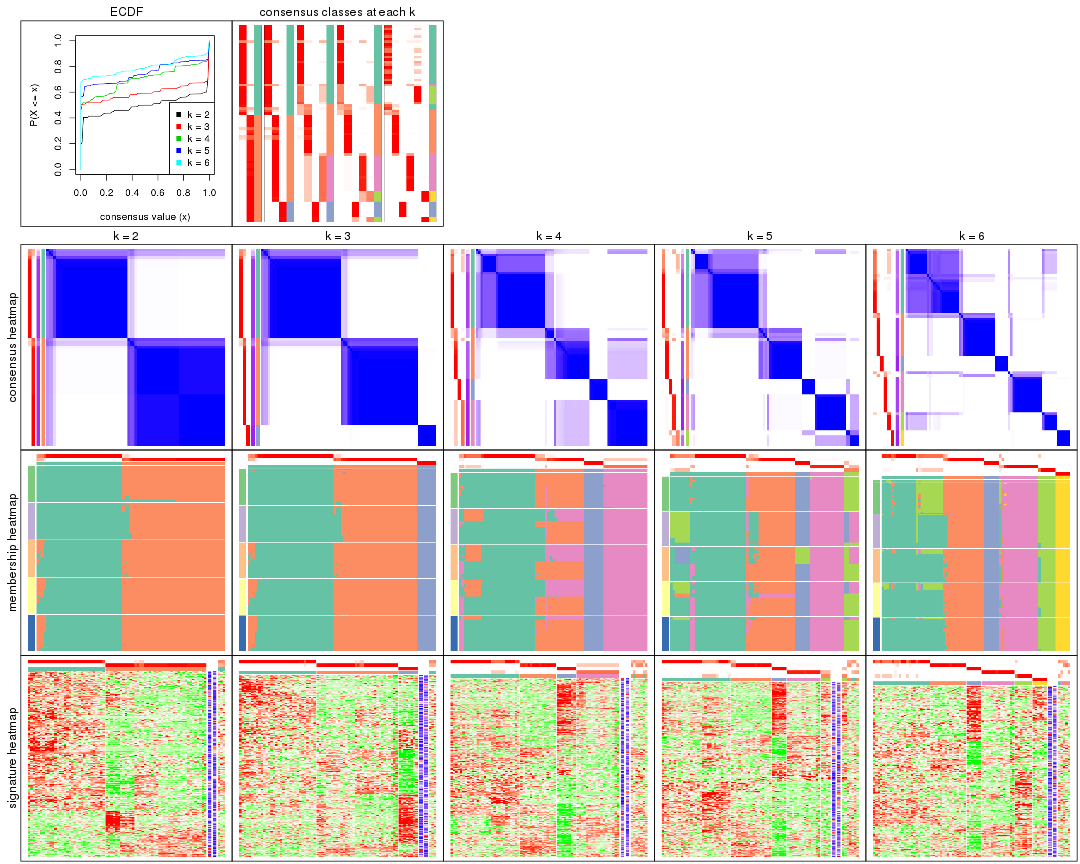 ECDF
consensus classes at each k
P(X <= x)
0.0 0.2 0.4 0.6 0.8 1.0
k = 2
k = 3
k = 4
k = 5
k = 6
0.0 0.2 0.4 0.6 0.8 1.0
consensus value (x)
k = 2
k = 3
k = 4
k = 5
k = 6
consensus heatmap
membership heatmap
signature heatmap